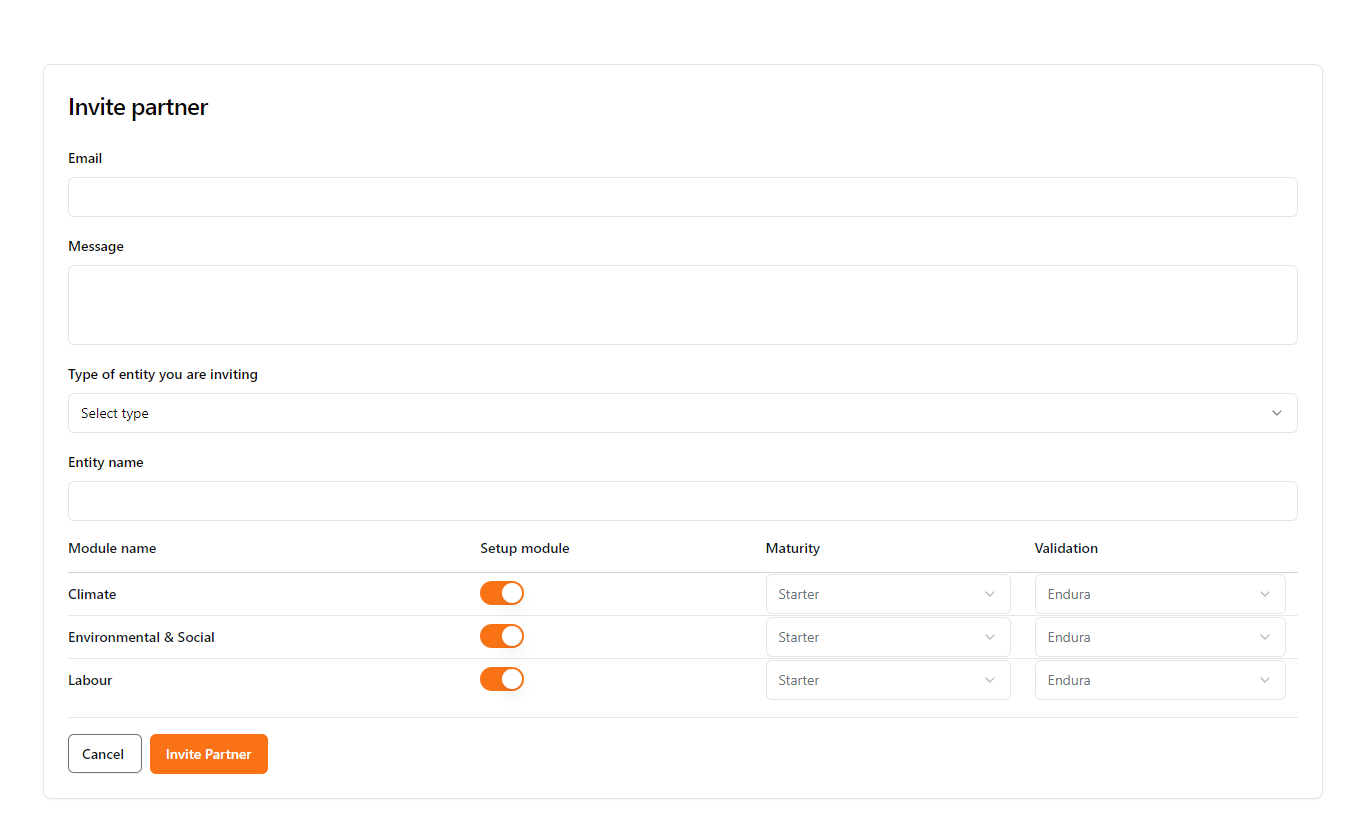 Invite partner
Email
Message
Type of entity you are inviting
Select type
Entity name
Module name Setup module Maturity Validation
Climate Starter Endura
Environmental & Social Starter Endura
Labour Starter Endura
Cancel Invite Partner